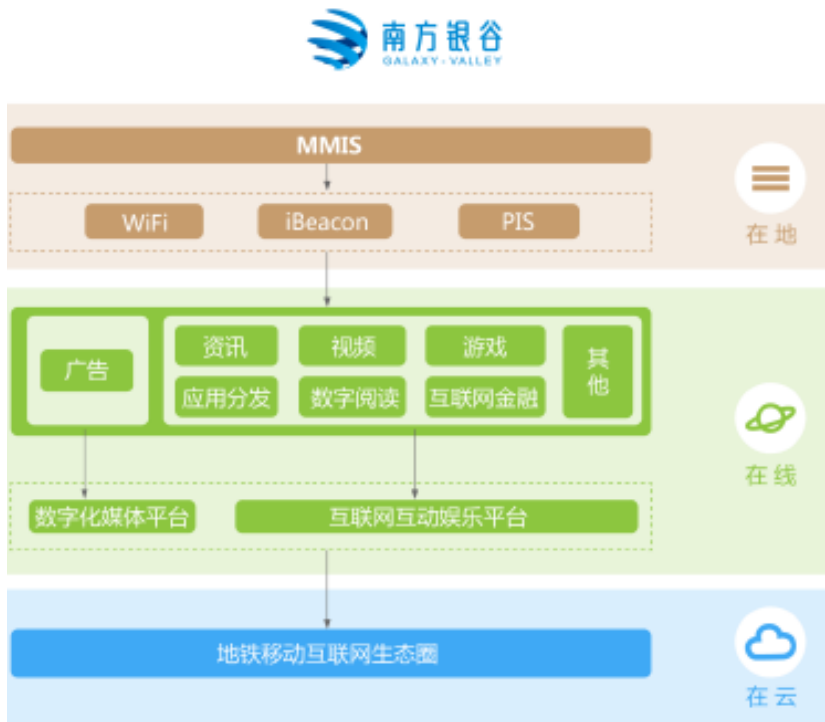 南方银谷
GALAXY·VALLEY
MMIS
WiFi iBeacon PIS
在地
广告
资讯 视频 游戏
应用分发 数字阅读 互联网金融
其他
在线
数字化媒体平台 互联网互动娱乐平台
地铁移动互联网生态圈
在云